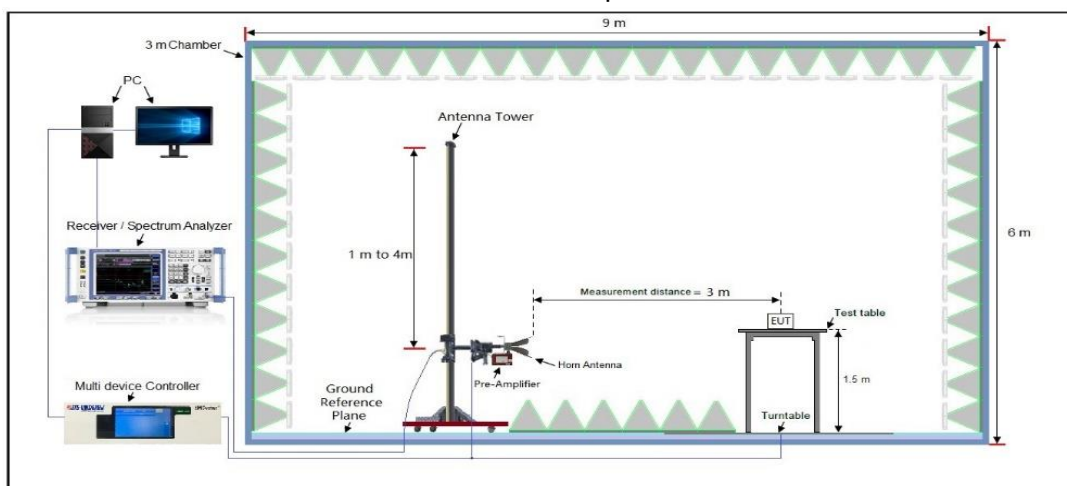 9 m
3 m Chamber
PC
Antenna Tower
Receiver / Spectrum Analyzer
1 m to 4m
6 m
Measurement distance = 3 m
EUT
Test table
Horn Antenna
Pre-Amplifier
1.5 m
Multi device Controller
Ground
Reference
Plane
Turntable